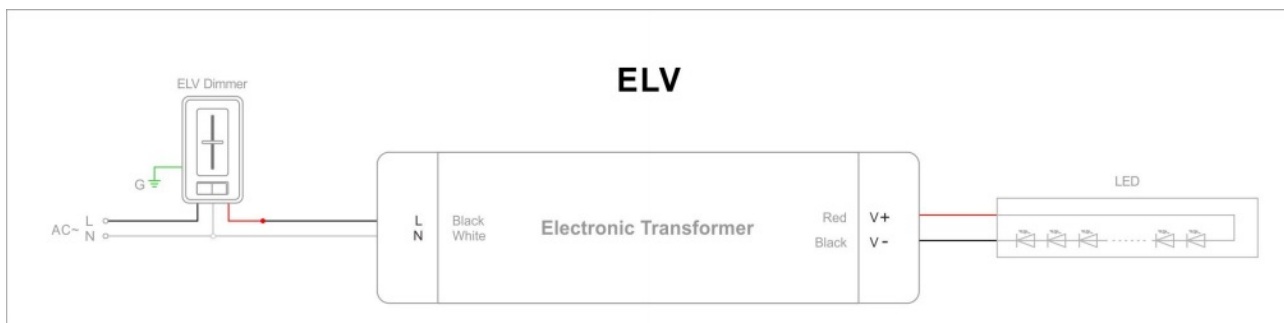 ELV
ELV Dimmer
G
AC~
L
N
L Black
N White
Electronic Transformer
Red V+
Black V-
LED